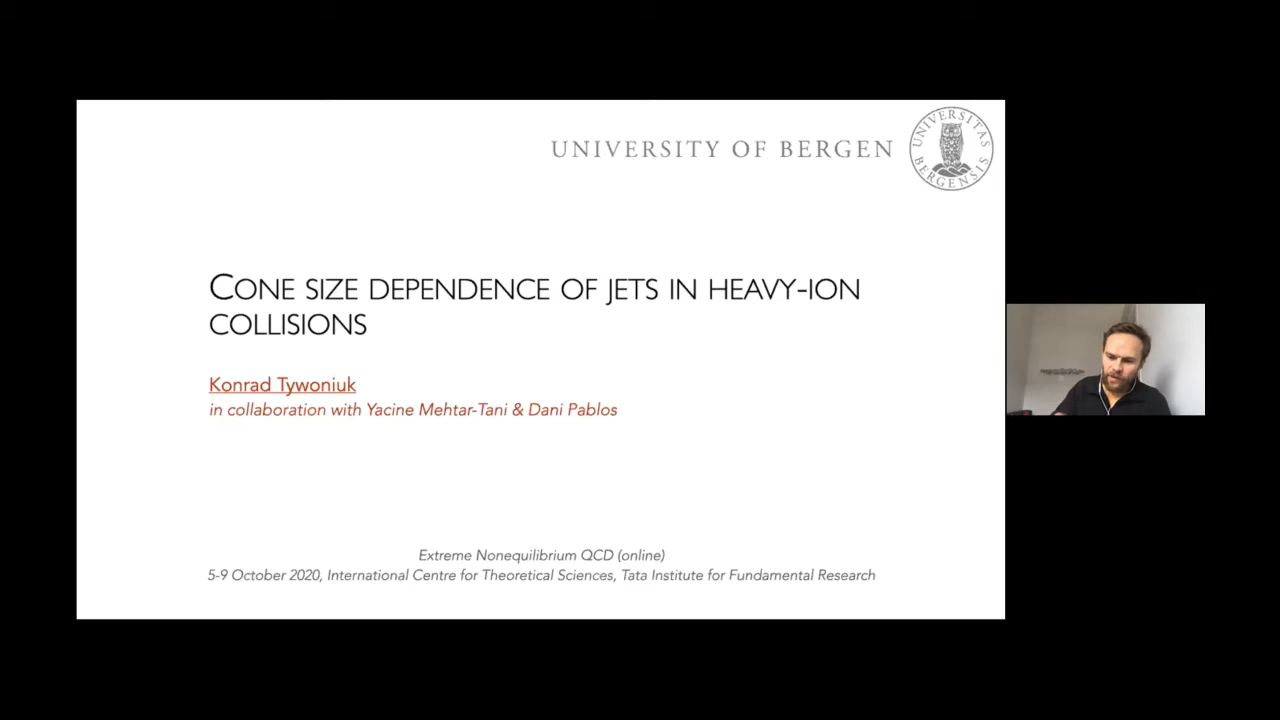 UNIVERSITY OF BERGEN
UNIVERSITAS
BERGENSIS
CONE SIZE DEPENDENCE OF JETS IN HEAVY-ION
COLLISIONS
Konrad Tywoniuk
in collaboration with Yacine Mehtar-Tani & Dani Pablos
Extreme Nonequilibrium QCD (online)
5-9 October 2020, International Centre for Theoretical Sciences, Tata Institute for Fundamental Research